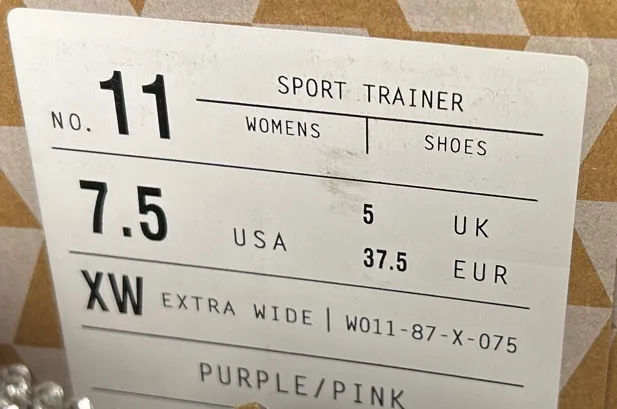 NO. 11
SPORT TRAINER
WOMENS | SHOES
7.5 USA
5 UK
37.5 EUR
XW EXTRA WIDE | W011-87-X-075
PURPLE/PINK